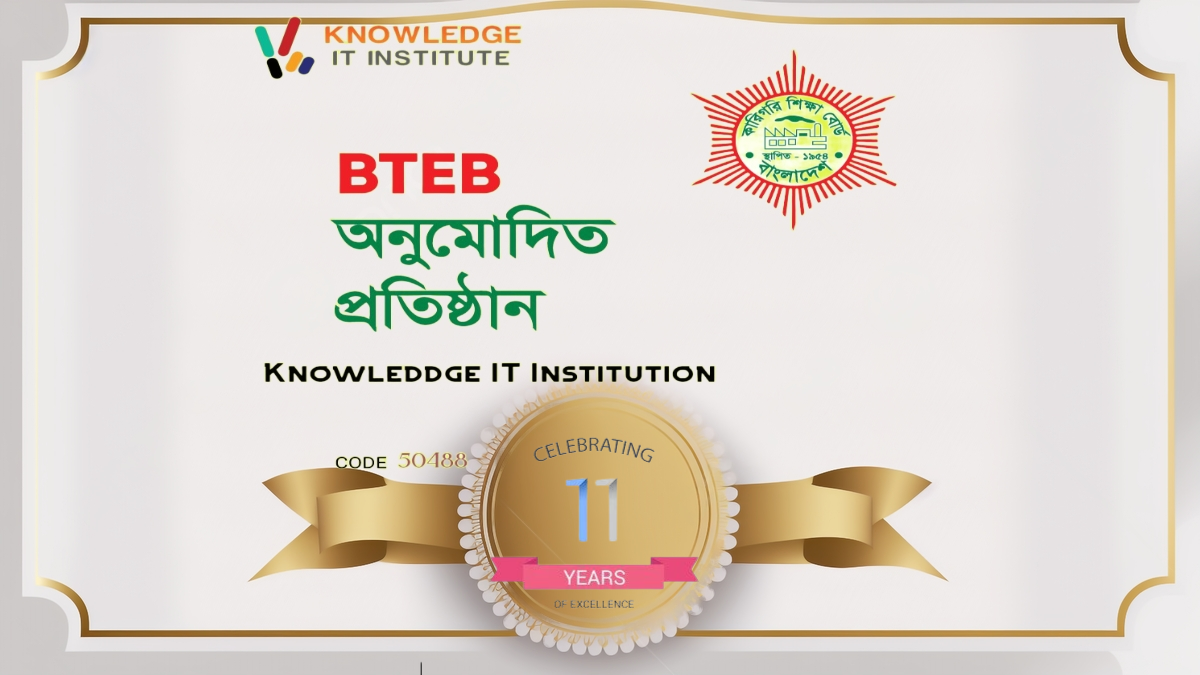 KNOWLEDGE
IT INSTITUTE
কারিগরি শিক্ষা বোর্ড
স্থাপিত - ১৯৫৪
বাংলাদেশ
BTEB
অনুমোদিত
প্রতিষ্ঠান
KNOWLEDDGE IT INSTITUTION
CODE 50488
CELEBRATING
11
YEARS
OF EXCELLENCE